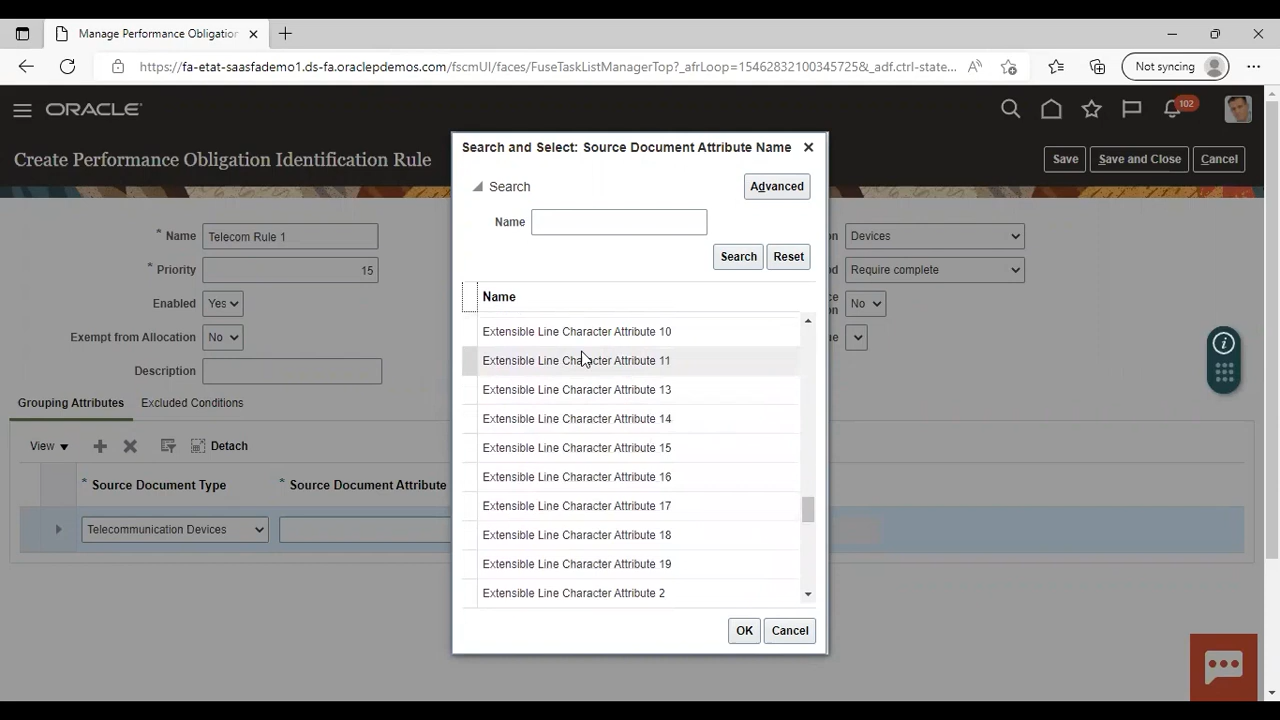 Manage Performance Obligation
https://fa-etat-saasfademo1.ds-fa.oraclepdemos.com/fscmUI/faces/FuseTaskListManagerTop?_afrLoop=15462832100345725&_adf.ctrl-state...
Not syncing
ORACLE
102
Create Performance Obligation Identification Rule
Save
Save and Close
Cancel
* Name
Telecom Rule 1
* Priority
15
Enabled
Yes
Exempt from Allocation
No
Description
Devices
Require complete
No
Grouping Attributes
Excluded Conditions
View
Detach
* Source Document Type
* Source Document Attribute
Telecommunication Devices
Search and Select: Source Document Attribute Name
Search
Advanced
Name
Search
Reset
Name
Extensible Line Character Attribute 10
Extensible Line Character Attribute 11
Extensible Line Character Attribute 13
Extensible Line Character Attribute 14
Extensible Line Character Attribute 15
Extensible Line Character Attribute 16
Extensible Line Character Attribute 17
Extensible Line Character Attribute 18
Extensible Line Character Attribute 19
Extensible Line Character Attribute 2
OK
Cancel